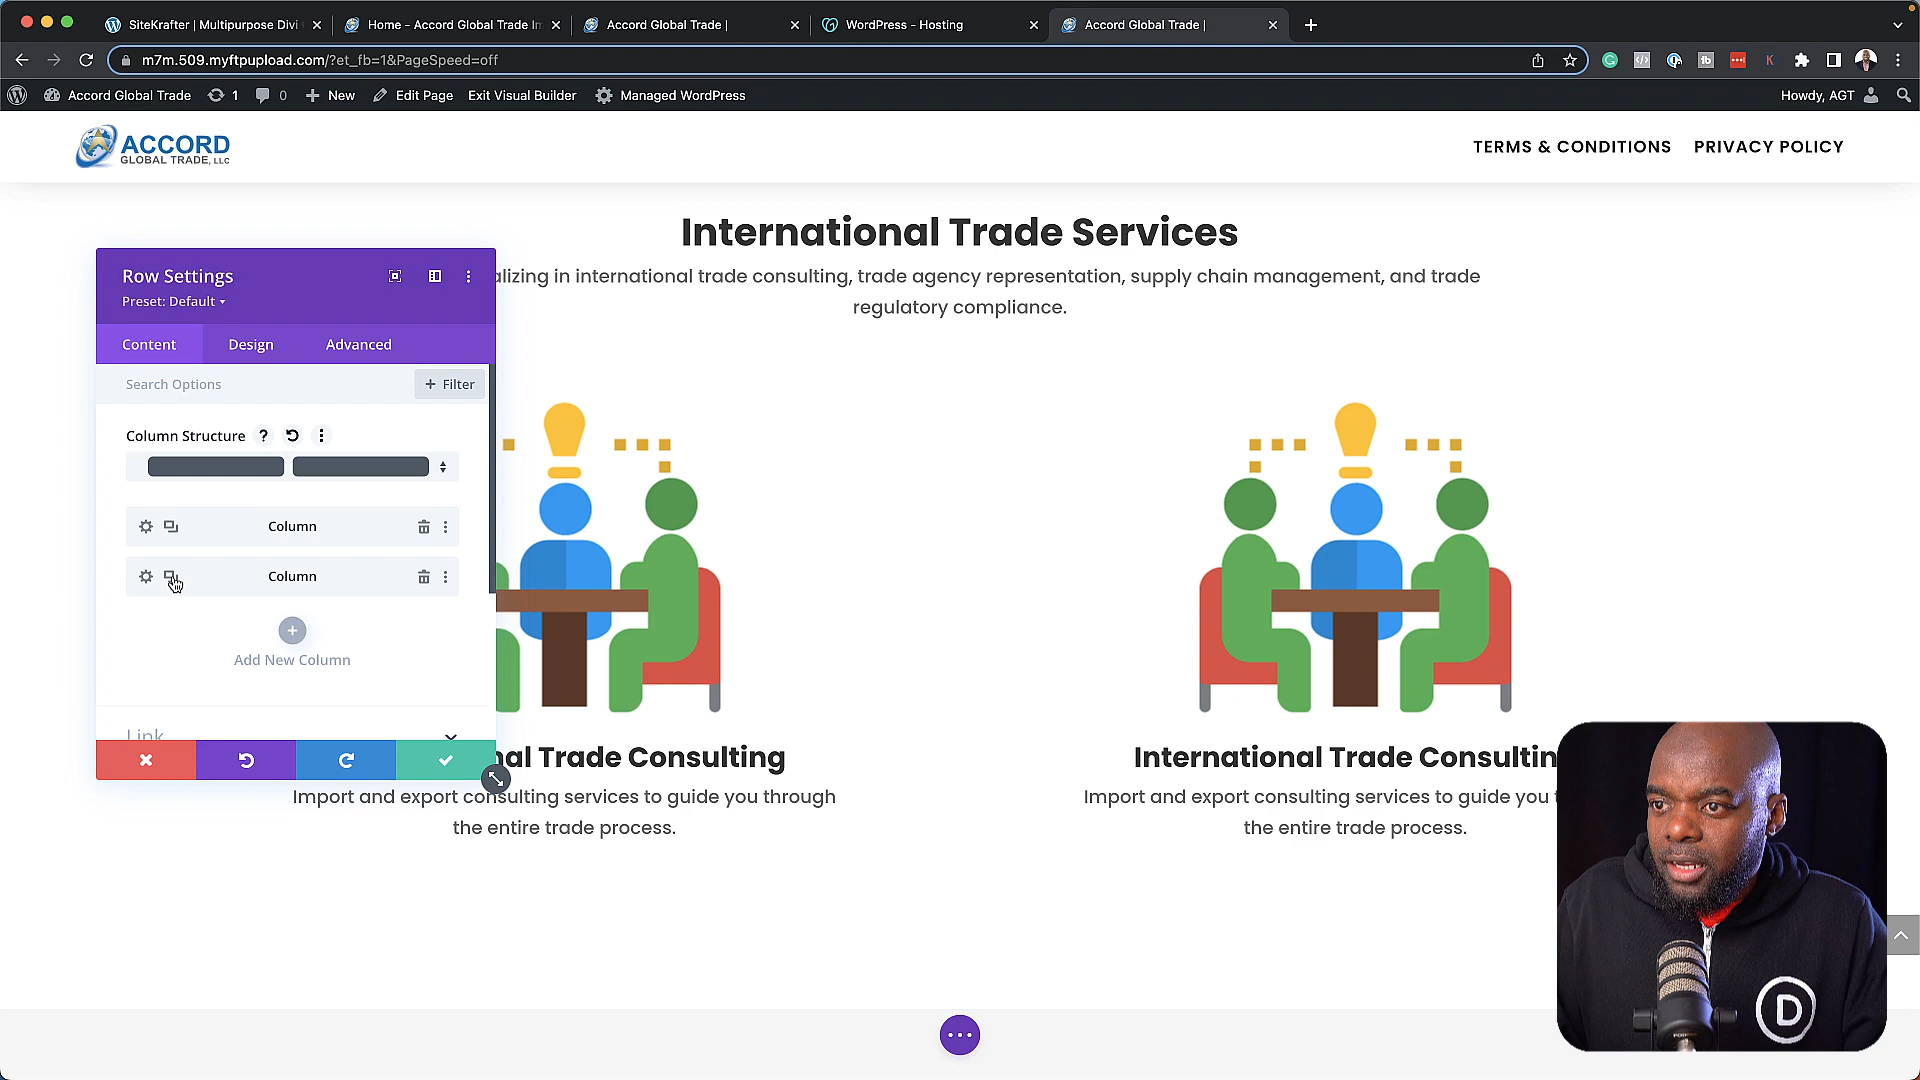 SiteKrafter | Multipurpose Divi
Home - Accord Global Trade Im
Accord Global Trade |
WordPress - Hosting
Accord Global Trade |
m7m.509.myftpupload.com/?et_fb=1&PageSpeed=off
Accord Global Trade
1
0
New
Edit Page
Exit Visual Builder
Managed WordPress
Howdy, AGT
ACCORD
GLOBAL TRADE, LLC
TERMS & CONDITIONS
PRIVACY POLICY
International Trade Services
alizing in international trade consulting, trade agency representation, supply chain management, and trade
regulatory compliance.
Row Settings
Preset: Default
Content
Design
Advanced
Search Options
+ Filter
Column Structure ?
Column
Column
Add New Column
Link
nal Trade Consulting
Import and export consulting services to guide you through
the entire trade process.
International Trade Consultin
Import and export consulting services to guide you t
the entire trade process.
D